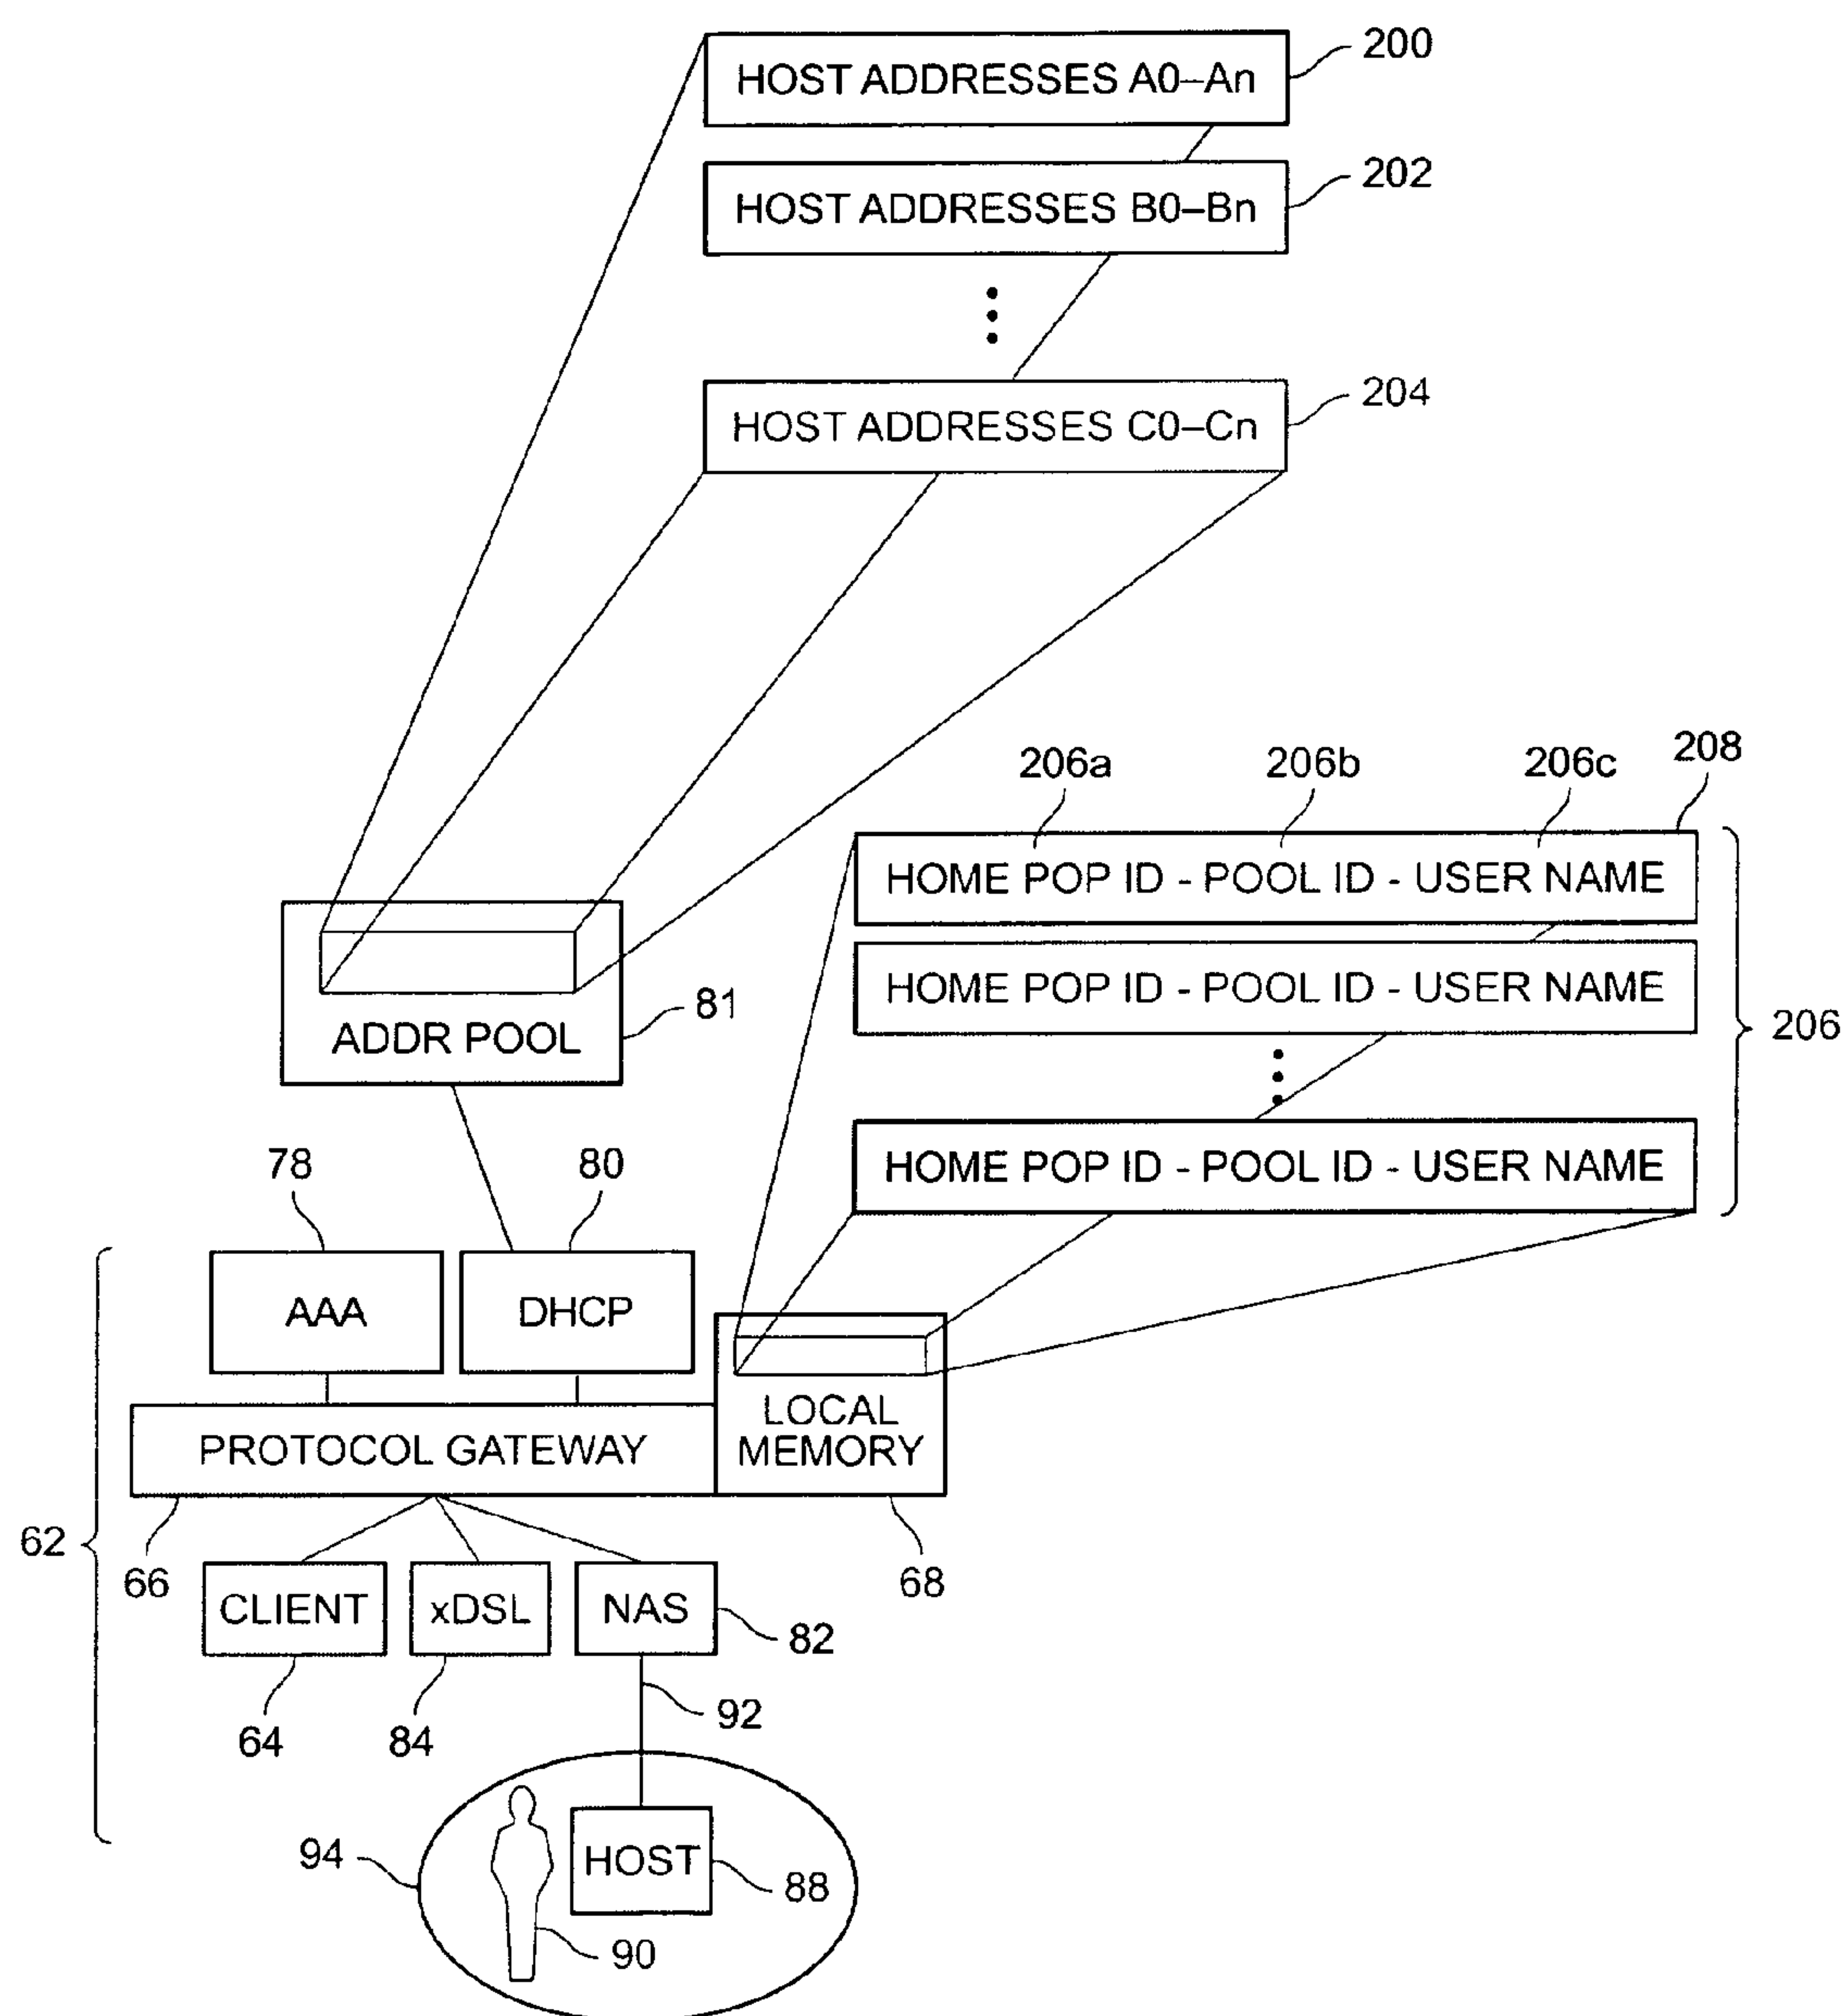 HOST ADDRESSES A0–An
200
HOST ADDRESSES B0–Bn
202
HOST ADDRESSES C0–Cn
204
206a
206b
206c
208
HOME POP ID - POOL ID - USER NAME
HOME POP ID - POOL ID - USER NAME
206
HOME POP ID - POOL ID - USER NAME
ADDR POOL
81
78
80
AAA
DHCP
PROTOCOL GATEWAY
LOCAL
MEMORY
62
66
68
CLIENT
xDSL
NAS
82
64
84
92
94
HOST
88
90